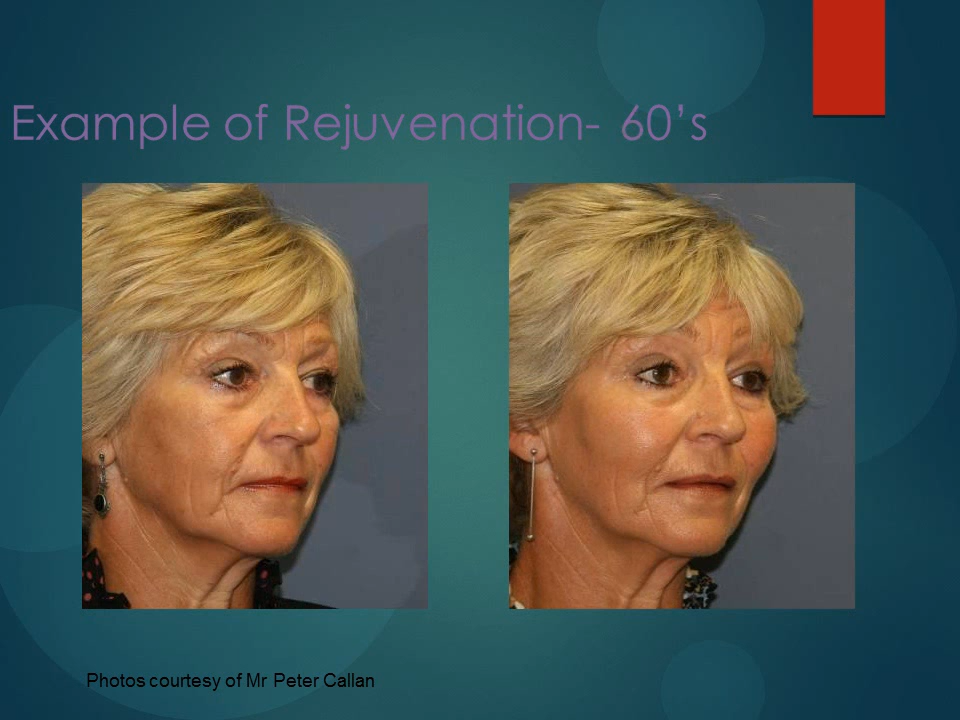 Example of Rejuvenation- 60’s
Photos courtesy of Mr Peter Callan